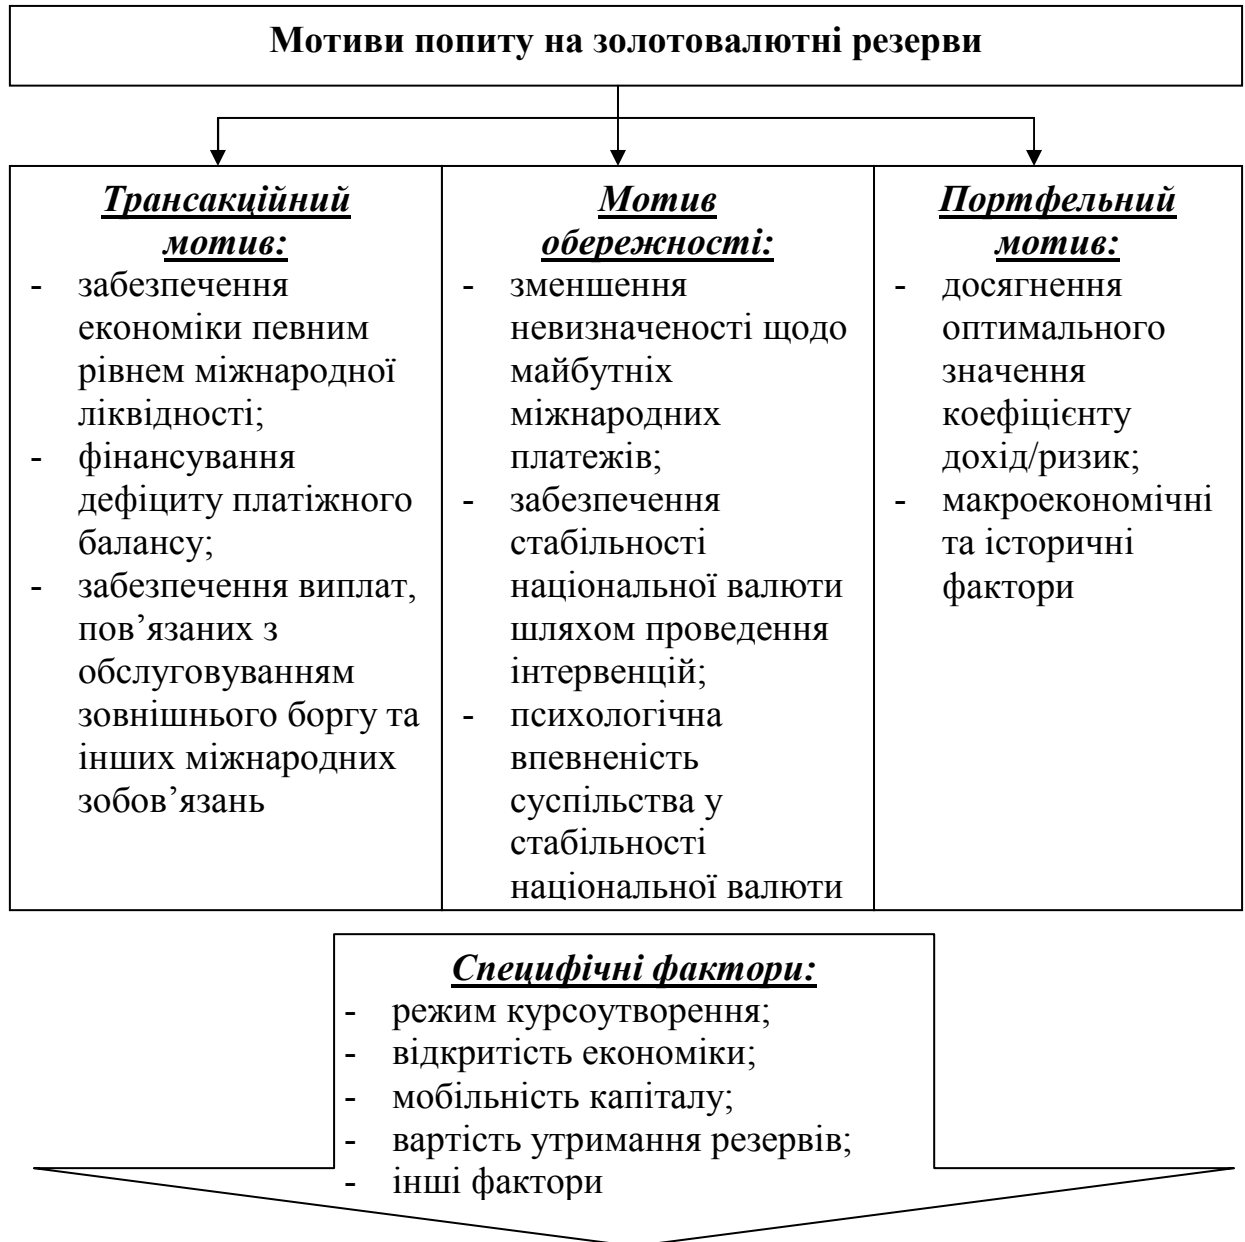 Мотиви попиту на золотовалютні резерви
Трансакційний
мотив:
- забезпечення
економіки певним
рівнем міжнародної
ліквідності;
- фінансування
дефіциту платіжного
балансу;
- забезпечення виплат,
пов’язаних з
обслуговуванням
зовнішнього боргу та
інших міжнародних
зобов’язань
Мотив
обережності:
- зменшення
невизначеності щодо
майбутніх
міжнародних
платежів;
- забезпечення
стабільності
національної валюти
шляхом проведення
інтервенцій;
- психологічна
впевненість
суспільства у
стабільності
національної валюти
Портфельний
мотив:
- досягнення
оптимального
значення
коефіцієнту
дохід/ризик;
- макроекономічні
та історичні
фактори
Специфічні фактори:
- режим курсоутворення;
- відкритість економіки;
- мобільність капіталу;
- вартість утримання резервів;
- інші фактори